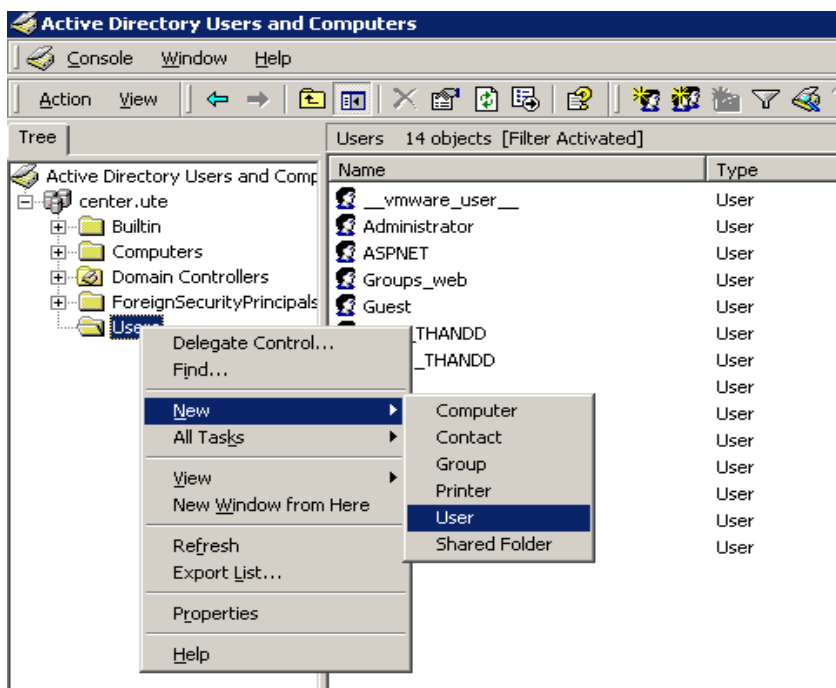 Active Directory Users and Computers
Console Window Help
Action View
Tree
Users 14 objects [Filter Activated]
Name Type
Active Directory Users and Comp
center.ute
Builtin
Computers
Domain Controllers
ForeignSecurityPrincipals
Users
__vmware_user__ User
Administrator User
ASPNET User
Groups_web User
Guest User
_THANDD User
_THANDD User
User
User
User
User
User
User
User
Delegate Control...
Find...
New
All Tasks
View
New Window from Here
Refresh
Export List...
Properties
Help
Computer
Contact
Group
Printer
User
Shared Folder